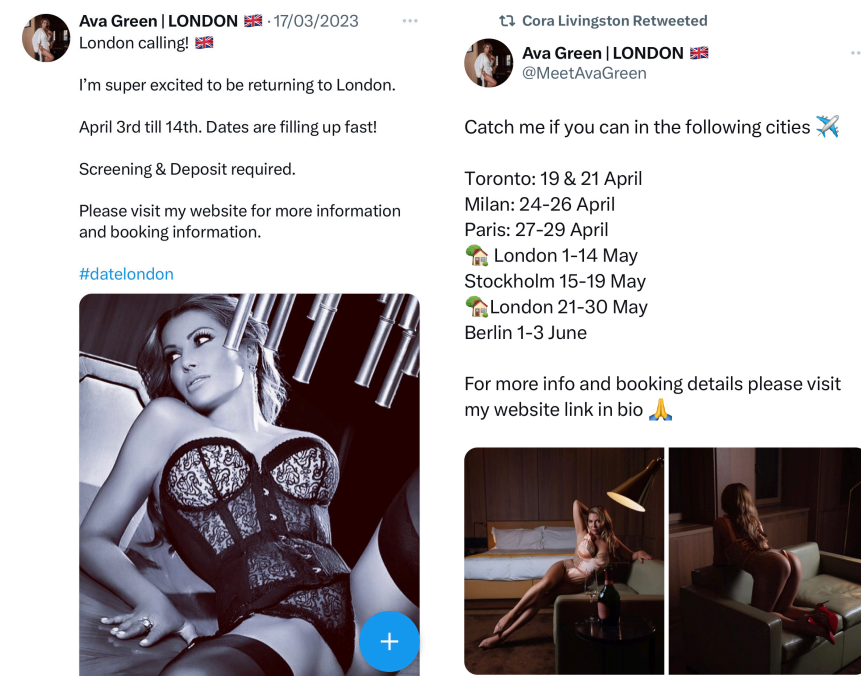 Ava Green | LONDON 🇬🇧 · 17/03/2023
London calling! 🇬🇧
I'm super excited to be returning to London.
April 3rd till 14th. Dates are filling up fast!
Screening & Deposit required.
Please visit my website for more information
and booking information.
#datelondon
Cora Livingston Retweeted
Ava Green | LONDON 🇬🇧
@MeetAvaGreen
Catch me if you can in the following cities ✈️
Toronto: 19 & 21 April
Milan: 24-26 April
Paris: 27-29 April
🏡 London 1-14 May
Stockholm 15-19 May
🏡London 21-30 May
Berlin 1-3 June
For more info and booking details please visit
my website link in bio 🙏